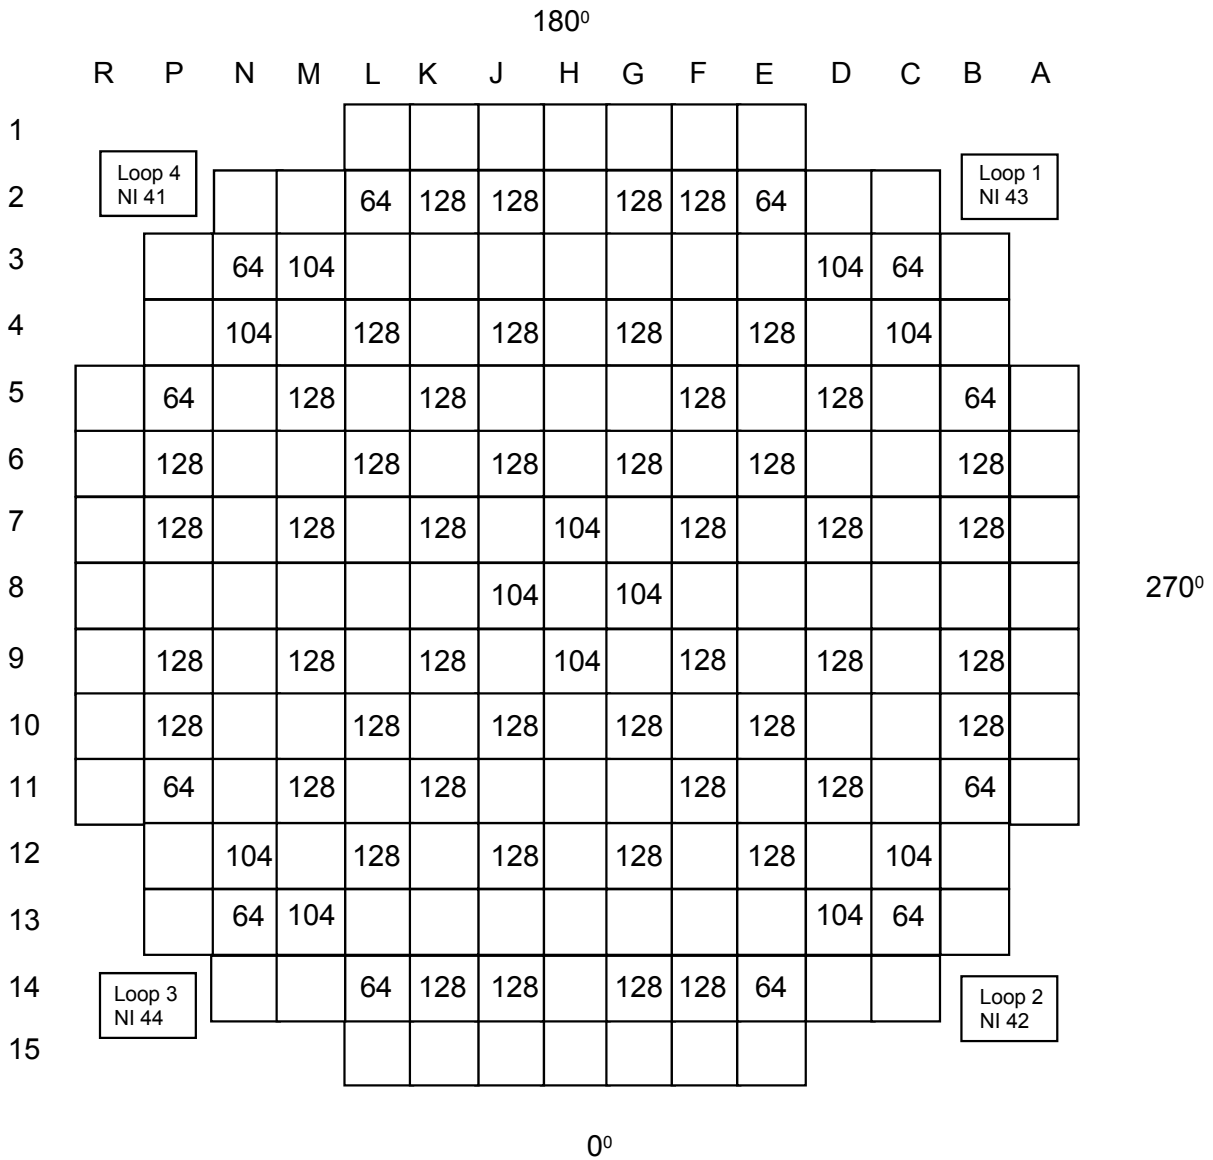 180⁰
R P N M L K J H G F E D C B A
1
Loop 4
NI 41
Loop 1
NI 43
2 64 128 128 128 128 64
3 64 104 104 64
4 104 128 128 128 128 104
5 64 128 128 128 128 64
6 128 128 128 128 128 128
7 128 128 128 104 128 128 128
8 104 104 270⁰
9 128 128 128 104 128 128 128
10 128 128 128 128 128 128
11 64 128 128 128 128 64
12 104 128 128 128 128 104
13 64 104 104 64
14 64 128 128 128 128 64
Loop 3
NI 44
Loop 2
NI 42
15
0⁰